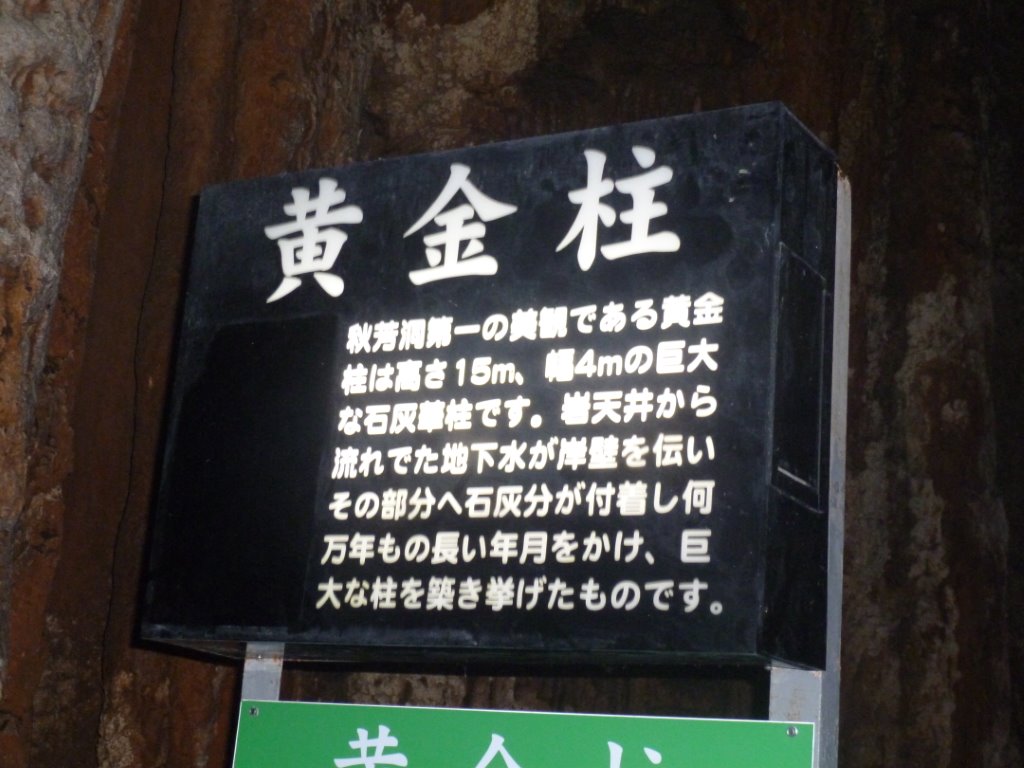 黄金柱
秋芳洞第一の美観である黄金
柱は高さ15m、幅4mの巨大
な石灰華柱です。岩天井から
流れでた地下水が岸壁を伝い
その部分へ石灰分が付着し何
万年もの長い年月をかけ、巨
大な柱を築き挙げたものです。
黄金柱